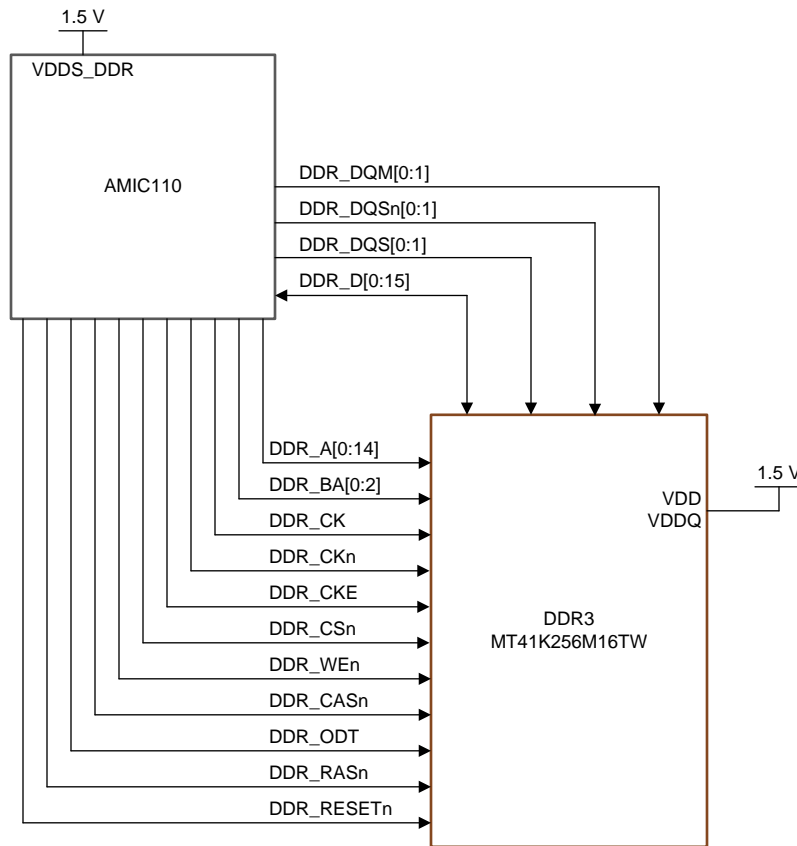 1.5 V
VDDS_DDR
AMIC110
DDR_DQM[0:1]
DDR_DQSn[0:1]
DDR_DQS[0:1]
DDR_D[0:15]
DDR_A[0:14]
DDR_BA[0:2]
DDR_CK
DDR_CKn
DDR_CKE
DDR_CSn
DDR_WEn
DDR_CASn
DDR_ODT
DDR_RASn
DDR_RESETn
1.5 V
VDD
VDDQ
DDR3
MT41K256M16TW